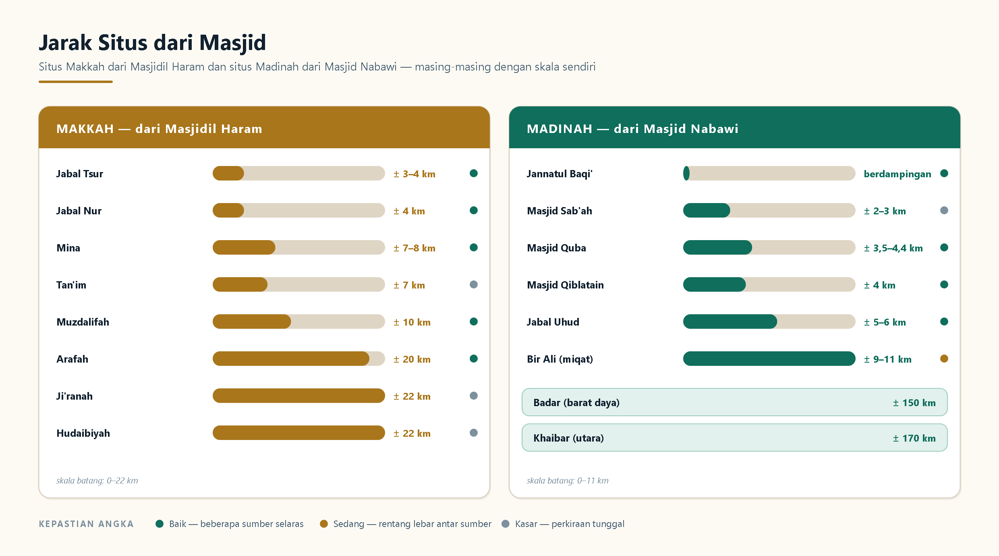 Jarak Situs dari Masjid
Situs Makkah dari Masjidil Haram dan situs Madinah dari Masjid Nabawi — masing-masing dengan skala sendiri
MAKKAH — dari Masjidil Haram
Jabal Tsur ± 3–4 km
Jabal Nur ± 4 km
Mina ± 7–8 km
Tan'im ± 7 km
Muzdalifah ± 10 km
Arafah ± 20 km
Ji'ranah ± 22 km
Hudaibiyah ± 22 km
skala batang: 0–22 km
MADINAH — dari Masjid Nabawi
Jannatul Baqi' berdampingan
Masjid Sab'ah ± 2–3 km
Masjid Quba ± 3,5–4,4 km
Masjid Qiblatain ± 4 km
Jabal Uhud ± 5–6 km
Bir Ali (miqat) ± 9–11 km
Badar (barat daya) ± 150 km
Khaibar (utara) ± 170 km
skala batang: 0–11 km
KEPASTIAN ANGKA Baik — beberapa sumber selaras Sedang — rentang lebar antar sumber Kasar — perkiraan tunggal